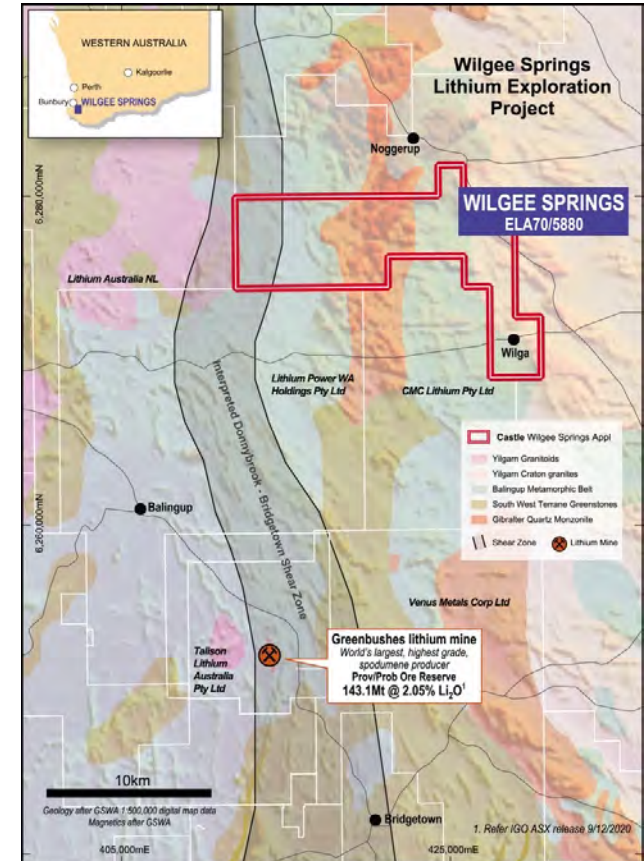 WESTERN AUSTRALIA
Kalgoorlie
Perth
Bunbury
WILGEE SPRINGS
Wilgee Springs
Lithium Exploration
Project
Noggerup
6,280,000mN
WILGEE SPRINGS
ELA70/5880
Lithium Australia NL
Wilga
Lithium Power WA
Holdings Pty Ltd
CMC Lithium Pty Ltd
Interpreted Donnybrook - Bridgetown Shear Zone
Castle Wilgee Springs Appl
Yilgarn Granitoids
Yilgarn Craton granites
Balingup Metamorphic Belt
South West Terrane Greenstones
Gibralter Quartz Monzonite
Shear Zone
Lithium Mine
Balingup
6,260,000mN
Venus Metals Corp Ltd
Talison
Lithium
Australia
Pty Ltd
Greenbushes lithium mine
World's largest, highest grade,
spodumene producer
Prov/Prob Ore Reserve
143.1Mt @ 2.05% Li₂O¹
10km
Geology after GSWA 1:500,000 digital map data
Magnetics after GSWA
Bridgetown
1. Refer IGO ASX release 9/12/2020
405,000mE
425,000mE